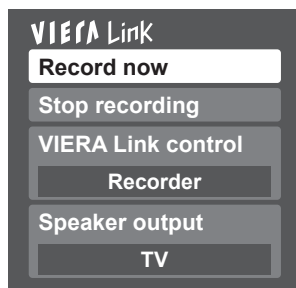 VIERA Link
Record now
Stop recording
VIERA Link control
Recorder
Speaker output
TV